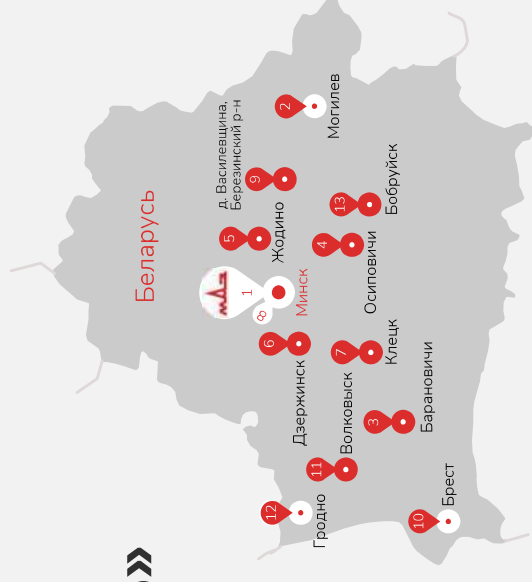 Беларусь
д. Василевщина,
Березинский р-н
2
Могилев
9
5
Жодино
13
Бобруйск
4
Осиповичи
1
8
Минск
6
Дзержинск
7
Клецк
3
Барановичи
11
Волковыск
12
Гродно
10
Брест